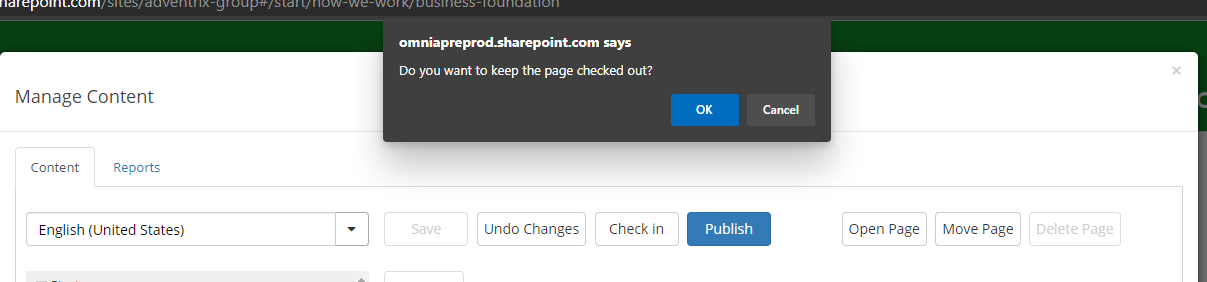 sharepoint.com/sites/adventrix-group#/start/how-we-work/business-foundation
omniapreprod.sharepoint.com says
Do you want to keep the page checked out?
OK
Cancel
×
Manage Content
Content
Reports
English (United States)
Save
Undo Changes
Check in
Publish
Open Page
Move Page
Delete Page